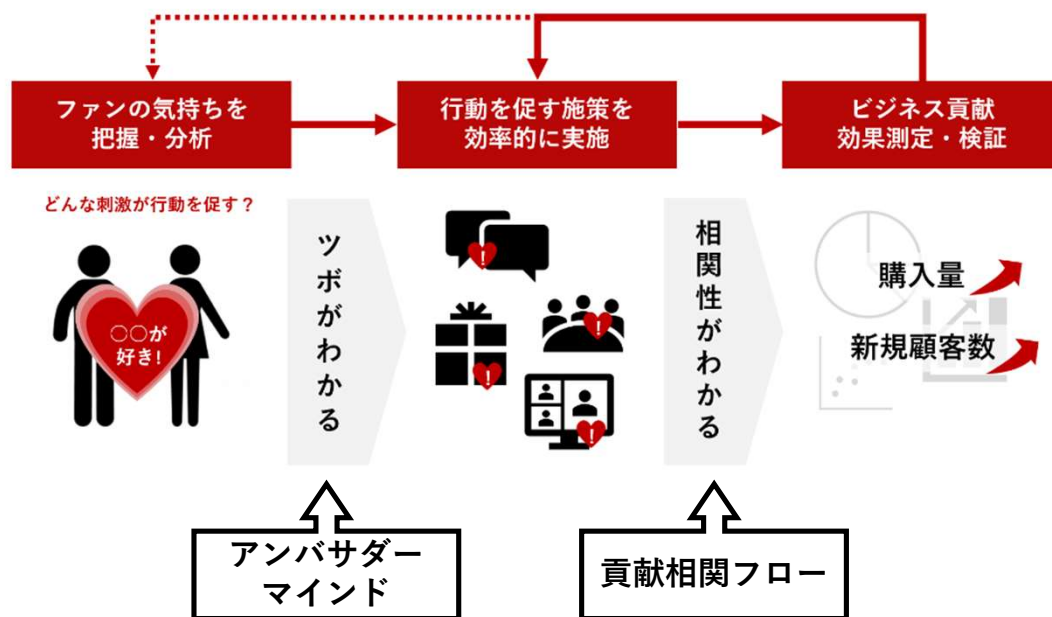 ファンの気持ちを
把握・分析
行動を促す施策を
効率的に実施
ビジネス貢献
効果測定・検証
どんな刺激が行動を促す？
〇〇が
好き!
ツボがわかる
!
!
!
!
相関性がわかる
購入量
新規顧客数
アンバサダー
マインド
貢献相関フロー